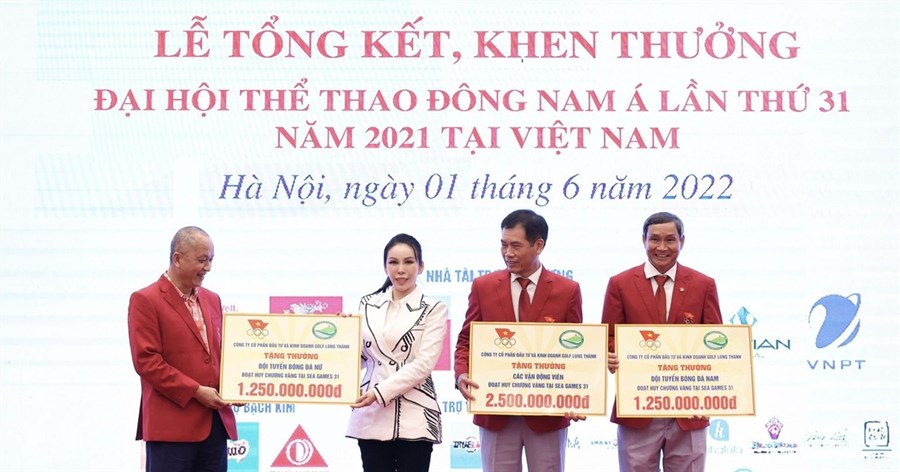 LỄ TỔNG KẾT, KHEN THƯỞNG
ĐẠI HỘI THỂ THAO ĐÔNG NAM Á LẦN THỨ 31
NĂM 2021 TẠI VIỆT NAM
Hà Nội, ngày 01 tháng 6 năm 2022
NHÀ TÀI TRỢ
VNPT
CÔNG TY CỔ PHẦN ĐẦU TƯ VÀ KINH DOANH GOLF LONG THÀNH
TẶNG THƯỞNG
ĐỘI TUYỂN BÓNG ĐÁ NỮ
ĐOẠT HUY CHƯƠNG VÀNG TẠI SEA GAMES 31
1.250.000.000đ
CÔNG TY CỔ PHẦN ĐẦU TƯ VÀ KINH DOANH GOLF LONG THÀNH
TẶNG THƯỞNG
CÁC VẬN ĐỘNG VIÊN
ĐOẠT HUY CHƯƠNG VÀNG TẠI SEA GAMES 31
2.500.000.000đ
CÔNG TY CỔ PHẦN ĐẦU TƯ VÀ KINH DOANH GOLF LONG THÀNH
TẶNG THƯỞNG
ĐỘI TUYỂN BÓNG ĐÁ NAM
ĐOẠT HUY CHƯƠNG VÀNG TẠI SEA GAMES 31
1.250.000.000đ
BẠCH KIM